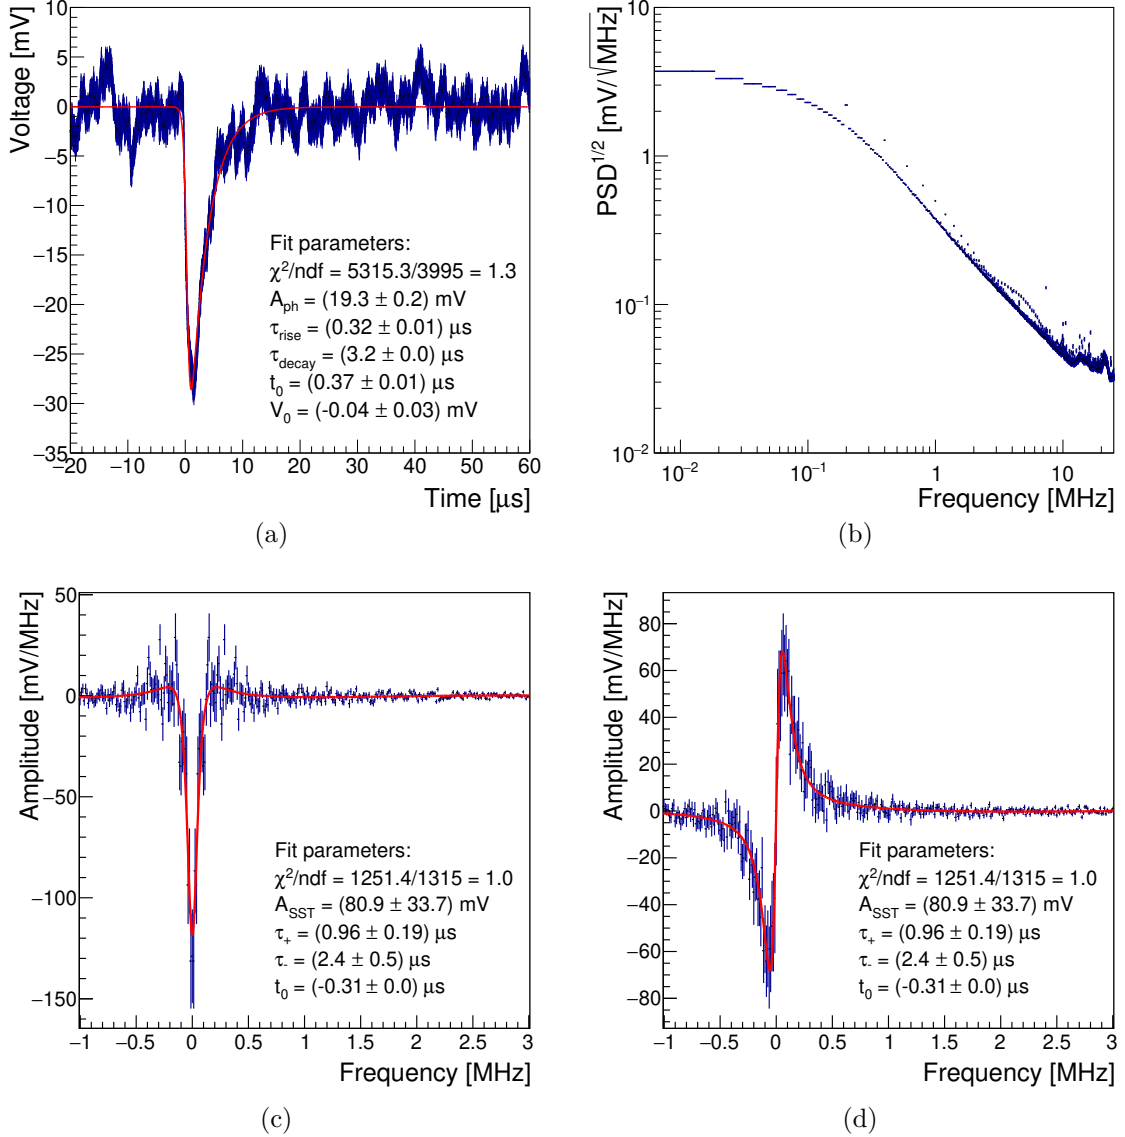 10
5
0
−5
−10
−15
−20
−25
−30
−35
Voltage [mV]
Fit parameters:
χ²/ndf = 5315.3/3995 = 1.3
A_ph = (19.3 ± 0.2) mV
τ_rise = (0.32 ± 0.01) μs
τ_decay = (3.2 ± 0.0) μs
t_0 = (0.37 ± 0.01) μs
V_0 = (-0.04 ± 0.03) mV
−20 −10 0 10 20 30 40 50 60
Time [μs]
(a)
10
1
10⁻¹
10⁻²
PSD^1/2 [mV/√MHz]
10⁻² 10⁻¹ 1 10
Frequency [MHz]
(b)
50
0
−50
−100
−150
Amplitude [mV/MHz]
Fit parameters:
χ²/ndf = 1251.4/1315 = 1.0
A_SST = (80.9 ± 33.7) mV
τ_+ = (0.96 ± 0.19) μs
τ_- = (2.4 ± 0.5) μs
t_0 = (-0.31 ± 0.0) μs
−1 −0.5 0 0.5 1 1.5 2 2.5 3
Frequency [MHz]
(c)
80
60
40
20
0
−20
−40
−60
−80
Amplitude [mV/MHz]
Fit parameters:
χ²/ndf = 1251.4/1315 = 1.0
A_SST = (80.9 ± 33.7) mV
τ_+ = (0.96 ± 0.19) μs
τ_- = (2.4 ± 0.5) μs
t_0 = (-0.31 ± 0.0) μs
−1 −0.5 0 0.5 1 1.5 2 2.5 3
Frequency [MHz]
(d)